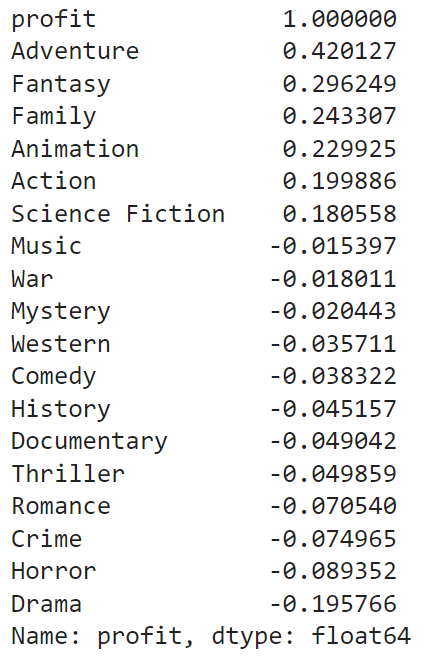 profit 1.000000
Adventure 0.420127
Fantasy 0.296249
Family 0.243307
Animation 0.229925
Action 0.199886
Science Fiction 0.180558
Music -0.015397
War -0.018011
Mystery -0.020443
Western -0.035711
Comedy -0.038322
History -0.045157
Documentary -0.049042
Thriller -0.049859
Romance -0.070540
Crime -0.074965
Horror -0.089352
Drama -0.195766
Name: profit, dtype: float64